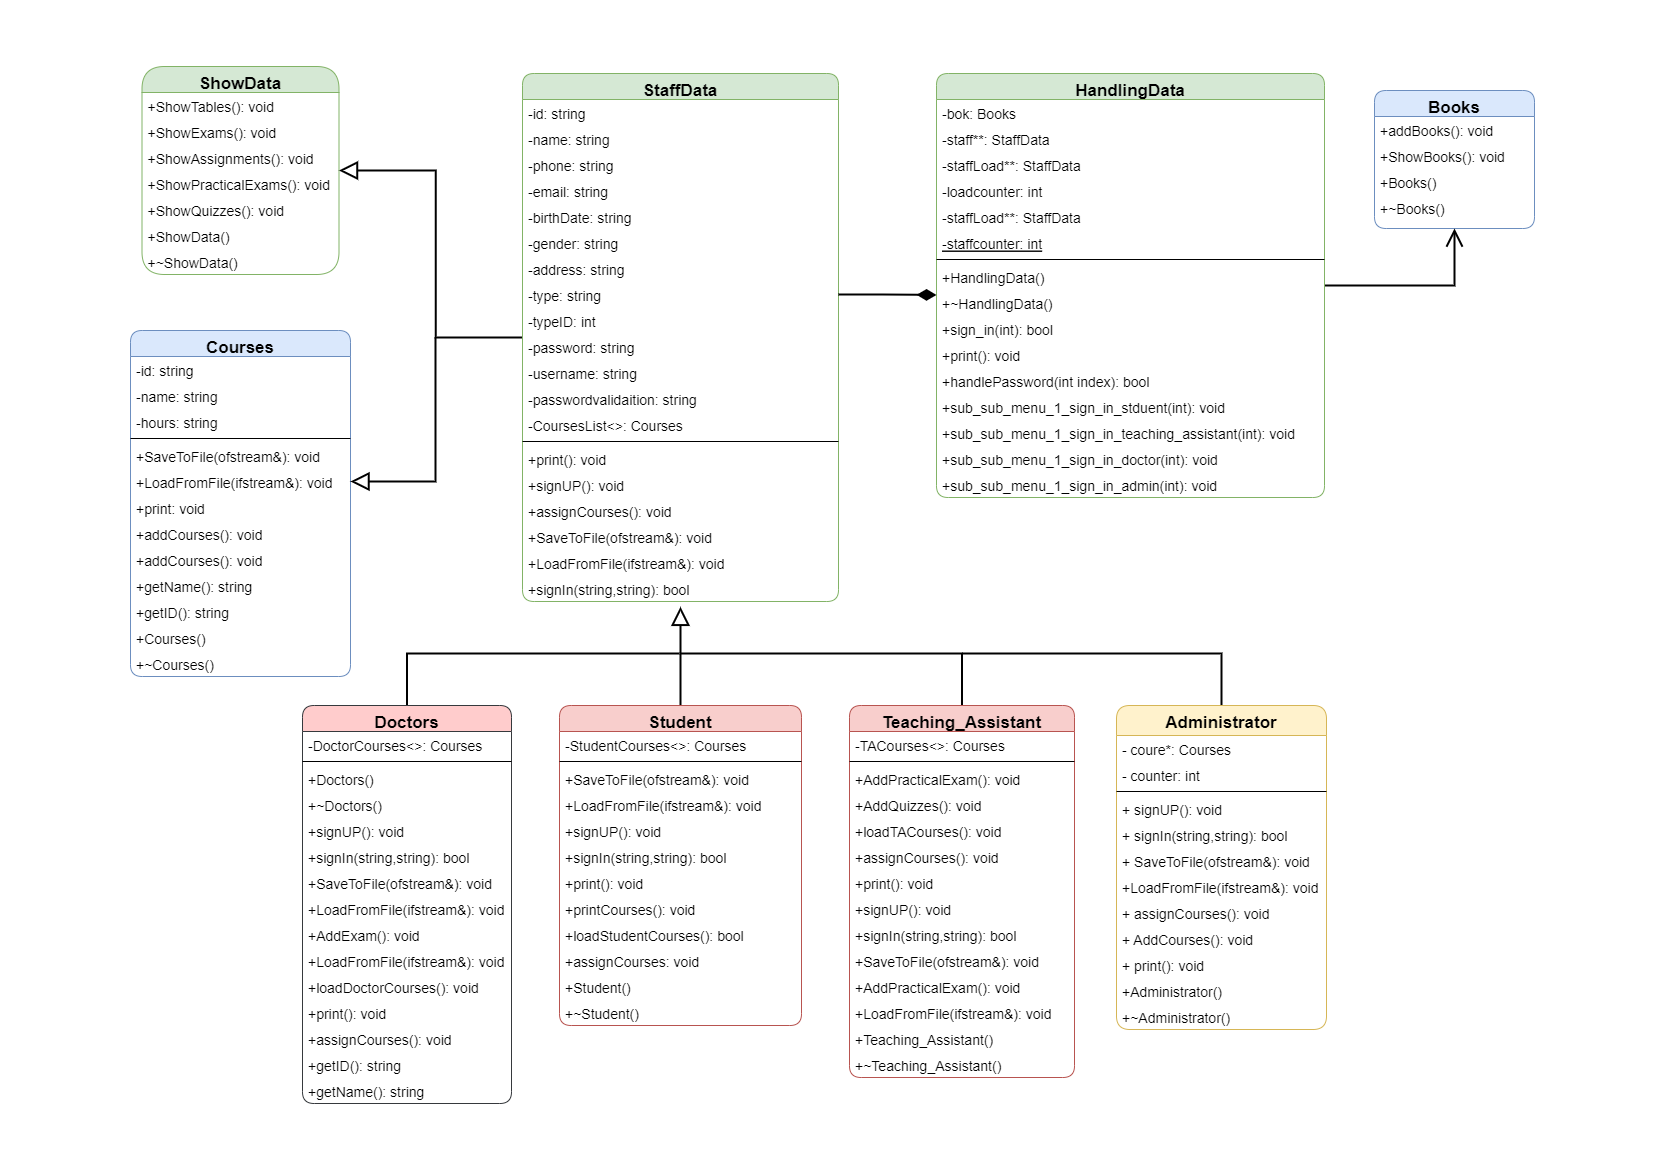 ShowData
+ShowTables(): void
+ShowExams(): void
+ShowAssignments(): void
+ShowPracticalExams(): void
+ShowQuizzes(): void
+ShowData()
+~ShowData()
Courses
-id: string
-name: string
-hours: string
+SaveToFile(ofstream&): void
+LoadFromFile(ifstream&): void
+print: void
+addCourses(): void
+addCourses(): void
+getName(): string
+getID(): string
+Courses()
+~Courses()
StaffData
-id: string
-name: string
-phone: string
-email: string
-birthDate: string
-gender: string
-address: string
-type: string
-typeID: int
-password: string
-username: string
-passwordvalidaition: string
-CoursesList<>: Courses
+print(): void
+signUP(): void
+assignCourses(): void
+SaveToFile(ofstream&): void
+LoadFromFile(ifstream&): void
+signIn(string,string): bool
HandlingData
-bok: Books
-staff**: StaffData
-staffLoad**: StaffData
-loadcounter: int
-staffLoad**: StaffData
-staffcounter: int
+HandlingData()
+~HandlingData()
+sign_in(int): bool
+print(): void
+handlePassword(int index): bool
+sub_sub_menu_1_sign_in_stduent(int): void
+sub_sub_menu_1_sign_in_teaching_assistant(int): void
+sub_sub_menu_1_sign_in_doctor(int): void
+sub_sub_menu_1_sign_in_admin(int): void
Books
+addBooks(): void
+ShowBooks(): void
+Books()
+~Books()
Doctors
-DoctorCourses<>: Courses
+Doctors()
+~Doctors()
+signUP(): void
+signIn(string,string): bool
+SaveToFile(ofstream&): void
+LoadFromFile(ifstream&): void
+AddExam(): void
+LoadFromFile(ifstream&): void
+loadDoctorCourses(): void
+print(): void
+assignCourses(): void
+getID(): string
+getName(): string
Student
-StudentCourses<>: Courses
+SaveToFile(ofstream&): void
+LoadFromFile(ifstream&): void
+signUP(): void
+signIn(string,string): bool
+print(): void
+printCourses(): void
+loadStudentCourses(): bool
+assignCourses: void
+Student()
+~Student()
Teaching_Assistant
-TACourses<>: Courses
+AddPracticalExam(): void
+AddQuizzes(): void
+loadTACourses(): void
+assignCourses(): void
+print(): void
+signUP(): void
+signIn(string,string): bool
+SaveToFile(ofstream&): void
+AddPracticalExam(): void
+LoadFromFile(ifstream&): void
+Teaching_Assistant()
+~Teaching_Assistant()
Administrator
- coure*: Courses
- counter: int
+ signUP(): void
+ signIn(string,string): bool
+ SaveToFile(ofstream&): void
+LoadFromFile(ifstream&): void
+ assignCourses(): void
+ AddCourses(): void
+ print(): void
+Administrator()
+~Administrator()